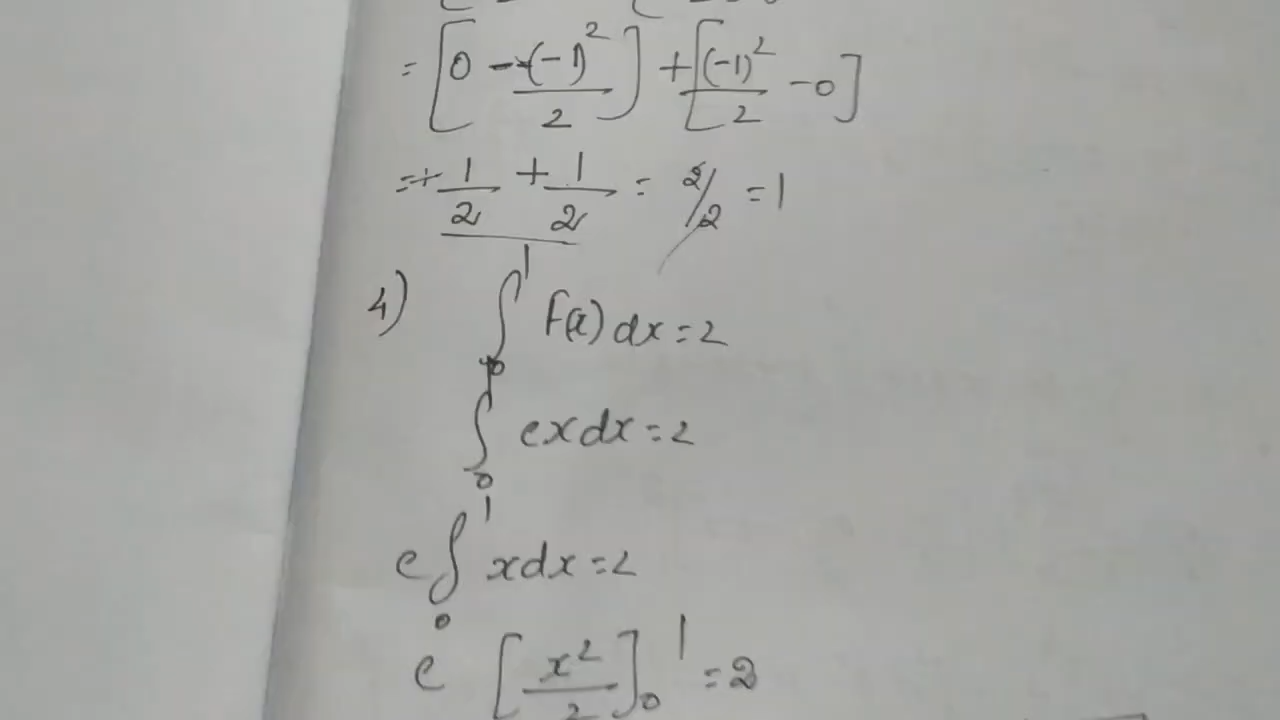 = [0 - (-1)²/2] + [(-1)²/2 - 0]
= + 1/2 + 1/2 = 2/2 = 1
4) ∫₀¹ f(x) dx = 2
∫₀¹ cx dx = 2
c ∫₀¹ x dx = 2
c [x²/2]₀¹ = 2